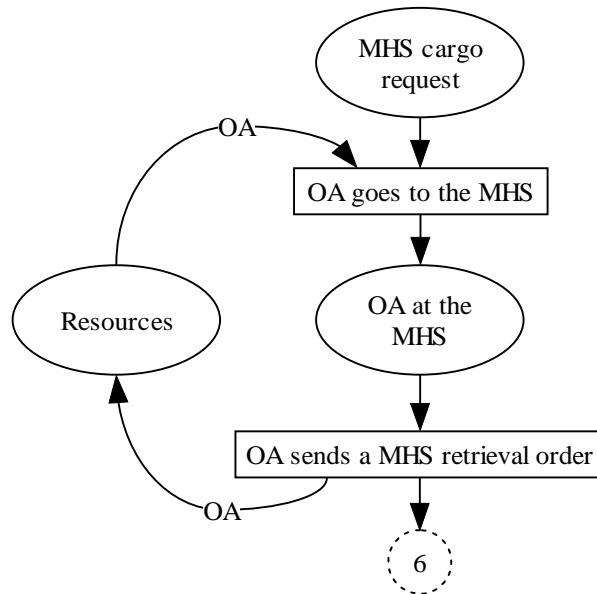 MHS cargo
request
OA
OA goes to the MHS
Resources
OA at the
MHS
OA sends a MHS retrieval order
OA
6